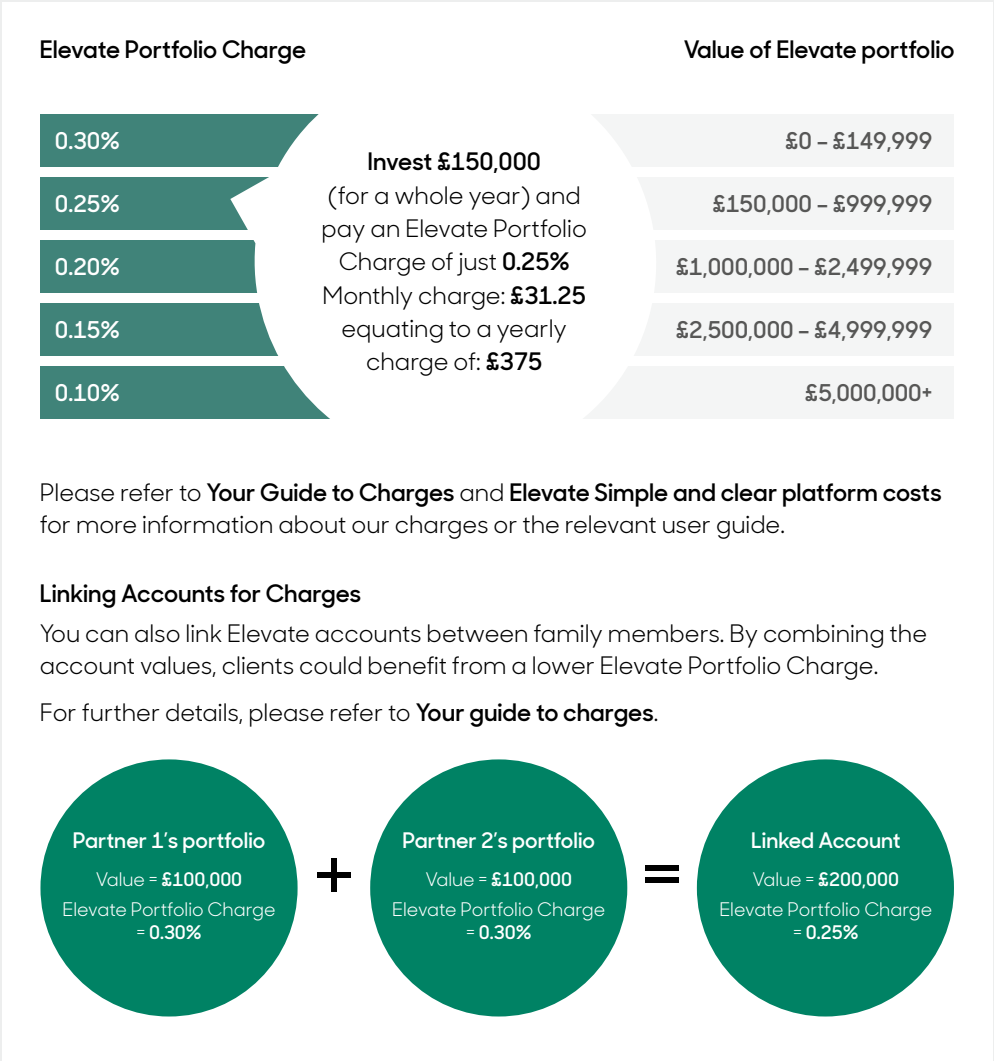 Elevate Portfolio Charge
Value of Elevate portfolio
0.30%
£0 – £149,999
0.25%
£150,000 – £999,999
0.20%
£1,000,000 – £2,499,999
0.15%
£2,500,000 – £4,999,999
0.10%
£5,000,000+
Invest £150,000
(for a whole year) and
pay an Elevate Portfolio
Charge of just 0.25%
Monthly charge: £31.25
equating to a yearly
charge of: £375
Please refer to Your Guide to Charges and Elevate Simple and clear platform costs
for more information about our charges or the relevant user guide.
Linking Accounts for Charges
You can also link Elevate accounts between family members. By combining the
account values, clients could benefit from a lower Elevate Portfolio Charge.
For further details, please refer to Your guide to charges.
Partner 1’s portfolio
Value = £100,000
Elevate Portfolio Charge
= 0.30%
+
Partner 2’s portfolio
Value = £100,000
Elevate Portfolio Charge
= 0.30%
=
Linked Account
Value = £200,000
Elevate Portfolio Charge
= 0.25%